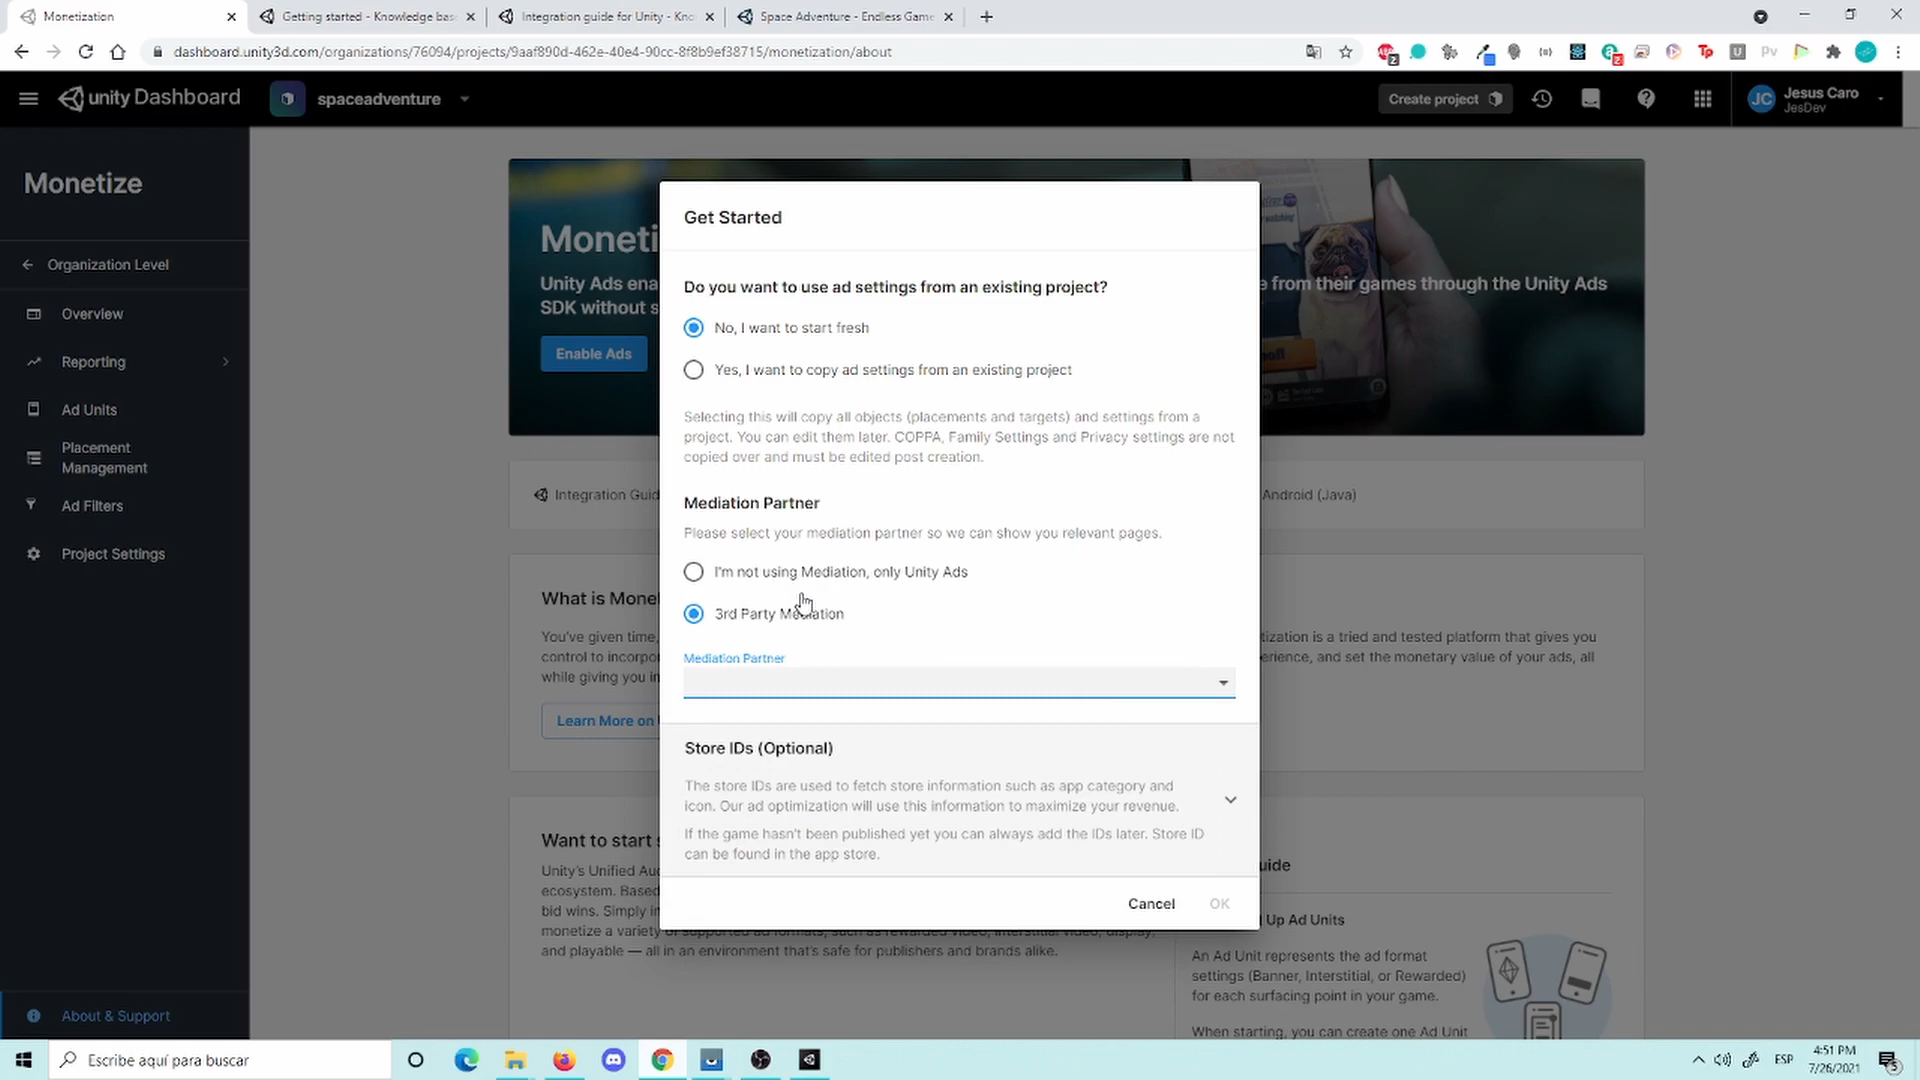 Monetization
Getting started - Knowledge bas
Integration guide for Unity - Kno
Space Adventure - Endless Game
dashboard.unity3d.com/organizations/76094/projects/9aaf890d-462e-40e4-90cc-8f8b9ef38715/monetization/about
unity Dashboard
spaceadventure
Create project
JC
Jesus Caro
JesDev
Monetize
Organization Level
Overview
Reporting
Ad Units
Placement
Management
Ad Filters
Project Settings
About & Support
Moneti
Unity Ads ena
SDK without s
e from their games through the Unity Ads
Enable Ads
Integration Guid
Android (Java)
What is Mone
You've given time,
control to incorpor
while giving you in
tization is a tried and tested platform that gives you
erience, and set the monetary value of your ads, all
Learn More on
Want to start s
Unity's Unified Au
ecosystem. Based
bid wins. Simply in
monetize a variety of supported ad formats, such as rewarded video, interstitial video, display,
and playable — all in an environment that's safe for publishers and brands alike.
uide
Up Ad Units
An Ad Unit represents the ad format
settings (Banner, Interstitial, or Rewarded)
for each surfacing point in your game.
When starting, you can create one Ad Unit
Get Started
Do you want to use ad settings from an existing project?
No, I want to start fresh
Yes, I want to copy ad settings from an existing project
Selecting this will copy all objects (placements and targets) and settings from a
project. You can edit them later. COPPA, Family Settings and Privacy settings are not
copied over and must be edited post creation.
Mediation Partner
Please select your mediation partner so we can show you relevant pages.
I'm not using Mediation, only Unity Ads
3rd Party Mediation
Mediation Partner
Store IDs (Optional)
The store IDs are used to fetch store information such as app category and
icon. Our ad optimization will use this information to maximize your revenue.
If the game hasn't been published yet you can always add the IDs later. Store ID
can be found in the app store.
Cancel
OK
Escribe aquí para buscar
ESP
4:51 PM
7/26/2021